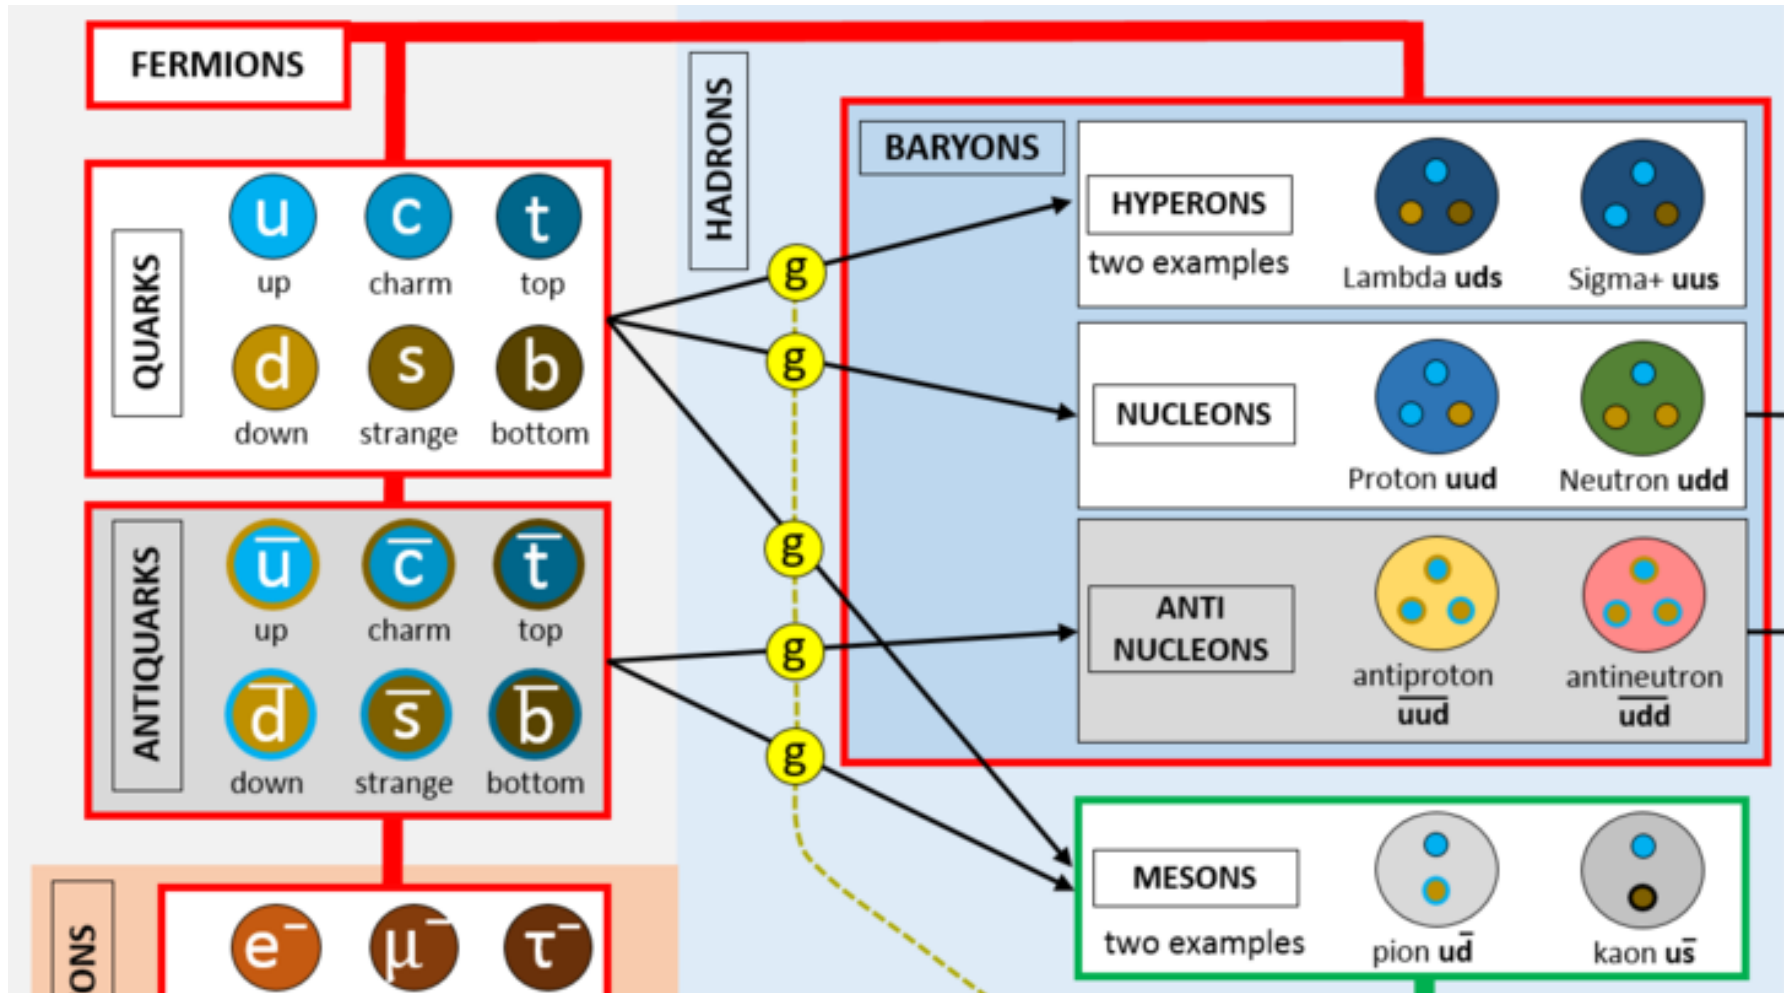 FERMIONS
HADRONS
QUARKS
u c t
up charm top
d s b
down strange bottom
ANTIQUARKS
u̅ c̅ t̅
up charm top
d̅ s̅ b̅
down strange bottom
ONS
e⁻ μ⁻ τ⁻
g
g
g
g
g
BARYONS
HYPERONS
two examples
Lambda uds
Sigma+ uus
NUCLEONS
Proton uud
Neutron udd
ANTI
NUCLEONS
antiproton
u̅u̅d̅
antineutron
u̅d̅d̅
MESONS
two examples
pion ud̅
kaon us̅